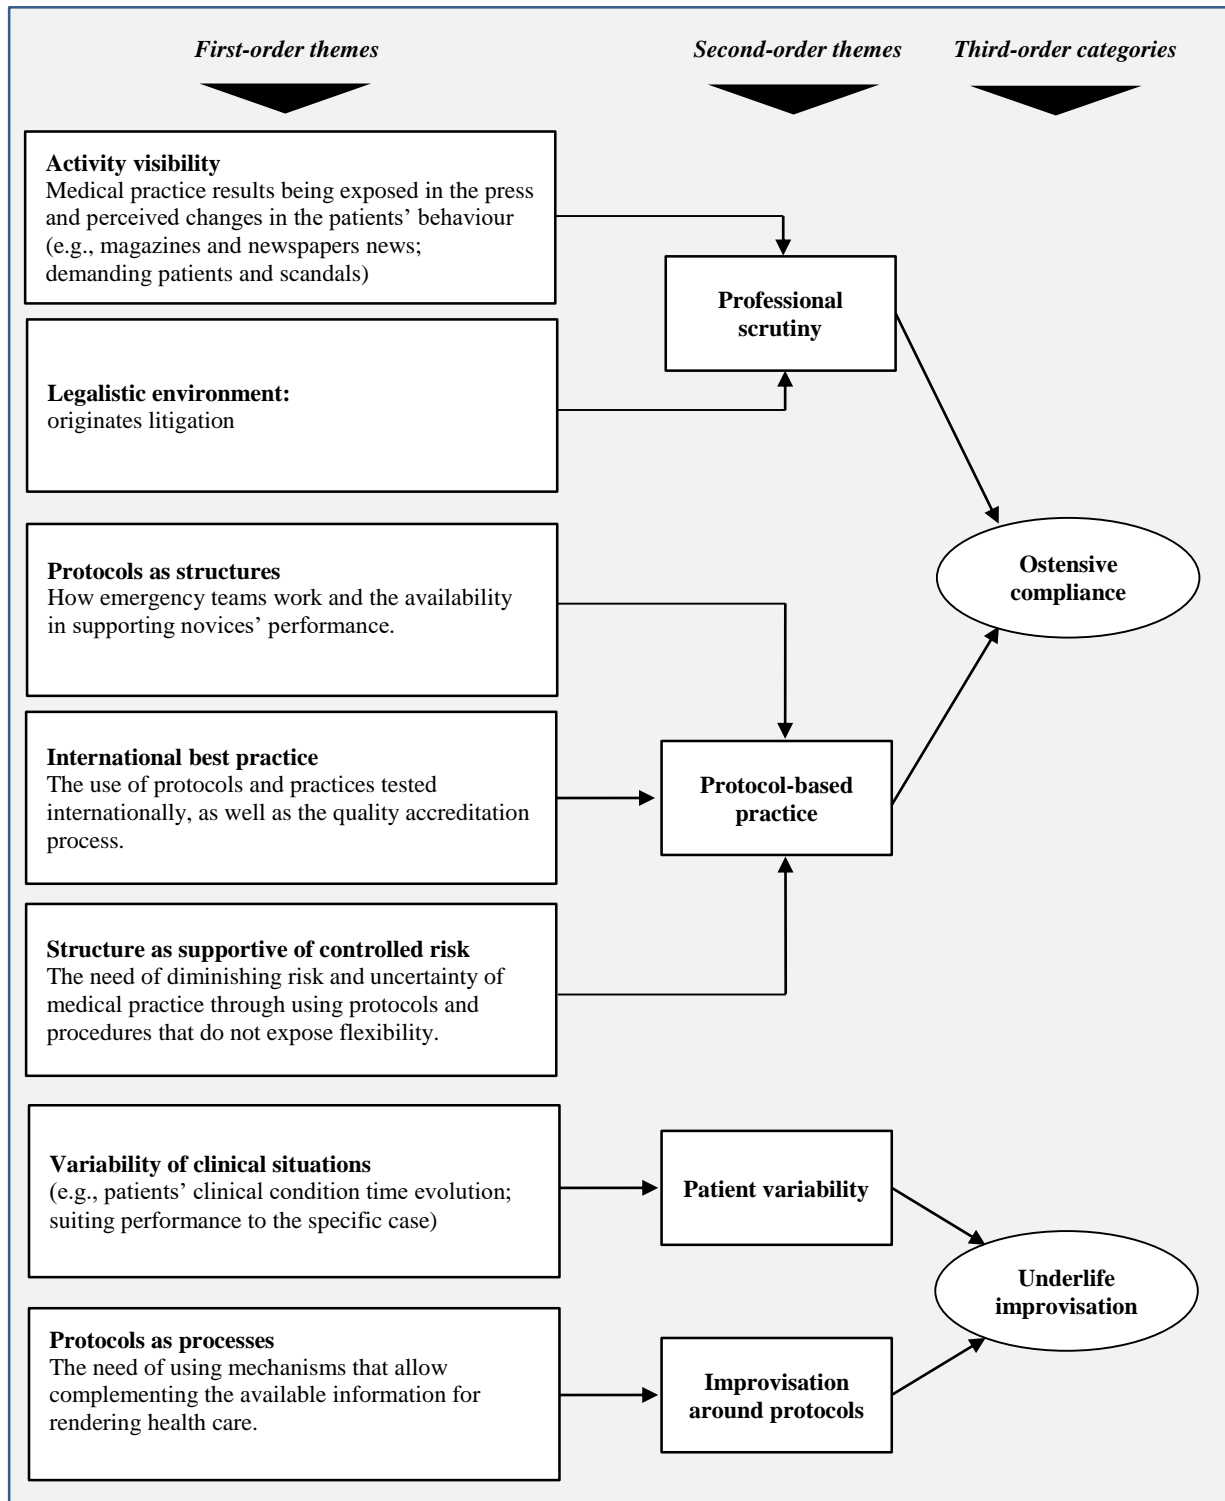 First-order themes
Second-order themes
Third-order categories
Activity visibility
Medical practice results being exposed in the press
and perceived changes in the patients’ behaviour
(e.g., magazines and newspapers news;
demanding patients and scandals)
Professional
scrutiny
Legalistic environment:
originates litigation
Ostensive
compliance
Protocols as structures
How emergency teams work and the availability
in supporting novices’ performance.
International best practice
The use of protocols and practices tested
internationally, as well as the quality accreditation
process.
Protocol-based
practice
Structure as supportive of controlled risk
The need of diminishing risk and uncertainty of
medical practice through using protocols and
procedures that do not expose flexibility.
Variability of clinical situations
(e.g., patients’ clinical condition time evolution;
suiting performance to the specific case)
Patient variability
Underlife
improvisation
Protocols as processes
The need of using mechanisms that allow
complementing the available information for
rendering health care.
Improvisation
around protocols